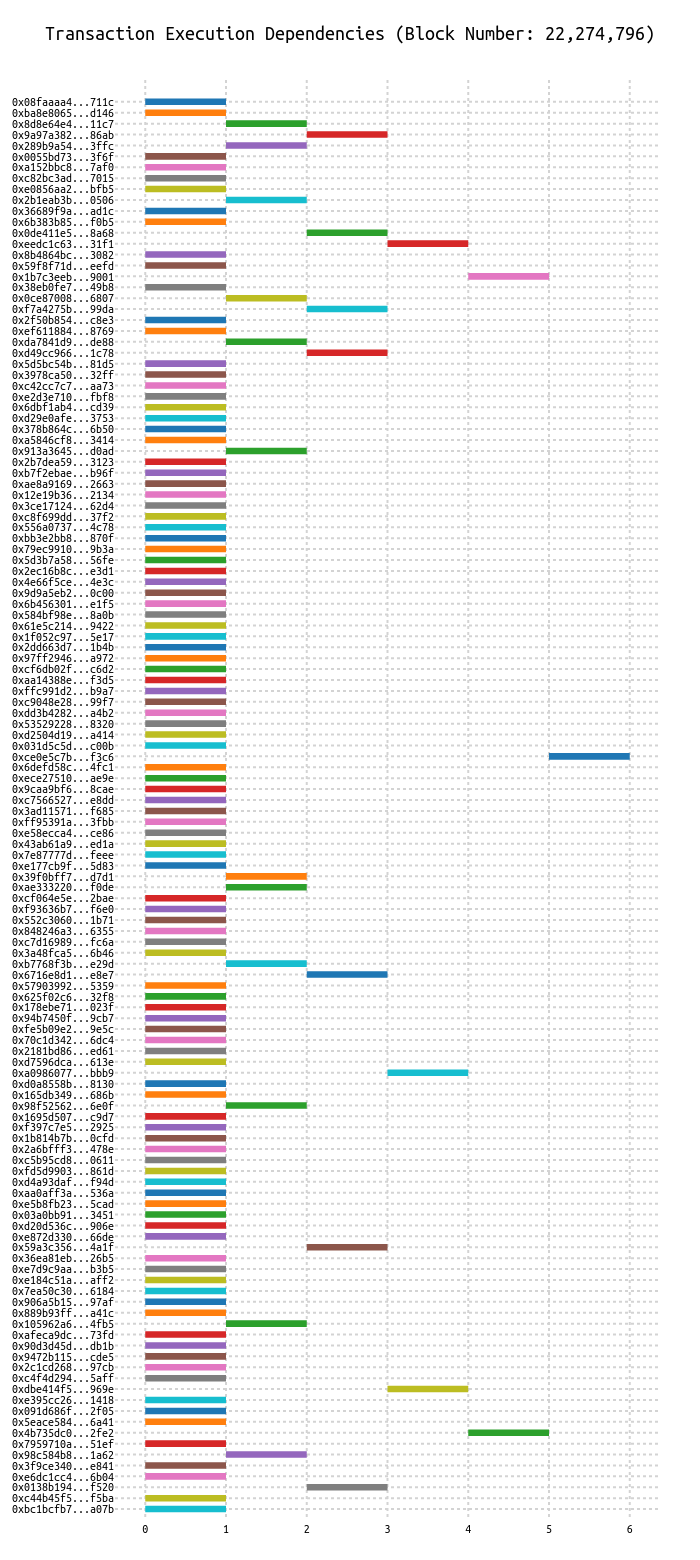 Transaction Execution Dependencies (Block Number: 22,274,796)
0x08faaaa4...711c
0xba8e8065...d146
0x8d8e64e4...11c7
0x9a97a382...86ab
0x289b9a54...3ffc
0x0055bd73...3f6f
0xa152bbc8...7af0
0xc82bc3ad...7015
0xe0856aa2...bfb5
0x2b1eab3b...0506
0x36689f9a...ad1c
0x6b383b85...f0b5
0x0de411e5...8a68
0xeedc1c63...31f1
0x8b4864bc...3082
0x59f8f71d...eefd
0x1b7c3eeb...9001
0x38eb0fe7...49b8
0x0ce87008...6807
0xf7a4275b...99da
0x2f50b854...c8e3
0xef611884...8769
0xda7841d9...de88
0xd49cc966...1c78
0x5d5bc54b...81d5
0x3978ca50...32ff
0xc42cc7c7...aa73
0xe2d3e710...fbf8
0x6dbf1ab4...cd39
0xd29e0afe...3753
0x378b864c...6b50
0xa5846cf8...3414
0x913a3645...d0ad
0x2b7dea59...3123
0xb7f2ebae...b96f
0xae8a9169...2663
0x12e19b36...2134
0x3ce17124...62d4
0xc8f699dd...37f2
0x556a0737...4c78
0xbb3e2bb8...870f
0x79ec9910...9b3a
0x5d3b7a58...56fe
0x2ec16b8c...e3d1
0x4e66f5ce...4e3c
0x9d9a5eb2...0c00
0x6b456301...e1f5
0x584bf98e...8a0b
0x61e5c214...9422
0x1f052c97...5e17
0x2dd663d7...1b4b
0x97ff2946...a972
0xcf6db02f...c6d2
0xaa14388e...f3d5
0xffc991d2...b9a7
0xc9048e28...99f7
0xdd3b4282...a4b2
0x53529228...8320
0xd2504d19...a414
0x031d5c5d...c00b
0xce0e5c7b...f3c6
0x6defd58c...4fc1
0xece27510...ae9e
0x9caa9bf6...8cae
0xc7566527...e8dd
0x3ad11571...f685
0xff95391a...3fbb
0xe58ecca4...ce86
0x43ab61a9...ed1a
0x7e87777d...feee
0xe177cb9f...5d83
0x39f0bff7...d7d1
0xae333220...f0de
0xcf064e5e...2bae
0xf93636b7...f6e0
0x552c3060...1b71
0x848246a3...6355
0xc7d16989...fc6a
0x3a48fca5...6b46
0xb7768f3b...e29d
0x6716e8d1...e8e7
0x57903992...5359
0x625f02c6...32f8
0x178ebe71...023f
0x94b7450f...9cb7
0xfe5b09e2...9e5c
0x70c1d342...6dc4
0x2181bd86...ed61
0xd7596dca...613e
0xa0986077...bbb9
0xd0a8558b...8130
0x165db349...686b
0x98f52562...6e0f
0x1695d507...c9d7
0xf397c7e5...2925
0x1b814b7b...0cfd
0x2a6bfff3...478e
0xc5b95cd8...0611
0xfd5d9903...861d
0xd4a93daf...f94d
0xaa0aff3a...536a
0xe5b8fb23...5cad
0x03a0bb91...3451
0xd20d536c...906e
0xe872d330...66de
0x59a3c356...4a1f
0x36ea81eb...26b5
0xe7d9c9aa...b3b5
0xe184c51a...aff2
0x7ea50c30...6184
0x906a5b15...97af
0x889b93ff...a41c
0x105962a6...4fb5
0xafeca9dc...73fd
0x90d3d45d...db1b
0x9472b115...cde5
0x2c1cd268...97cb
0xc4f4d294...5aff
0xdbe414f5...969e
0xe395cc26...1418
0x091d686f...2f05
0x5eace584...6a41
0x4b735dc0...2fe2
0x7959710a...51ef
0x98c584b8...1a62
0x3f9ce340...e841
0xe6dc1cc4...6b04
0x0138b194...f520
0xc44b45f5...f5ba
0xbc1bcfb7...a07b
0 1 2 3 4 5 6